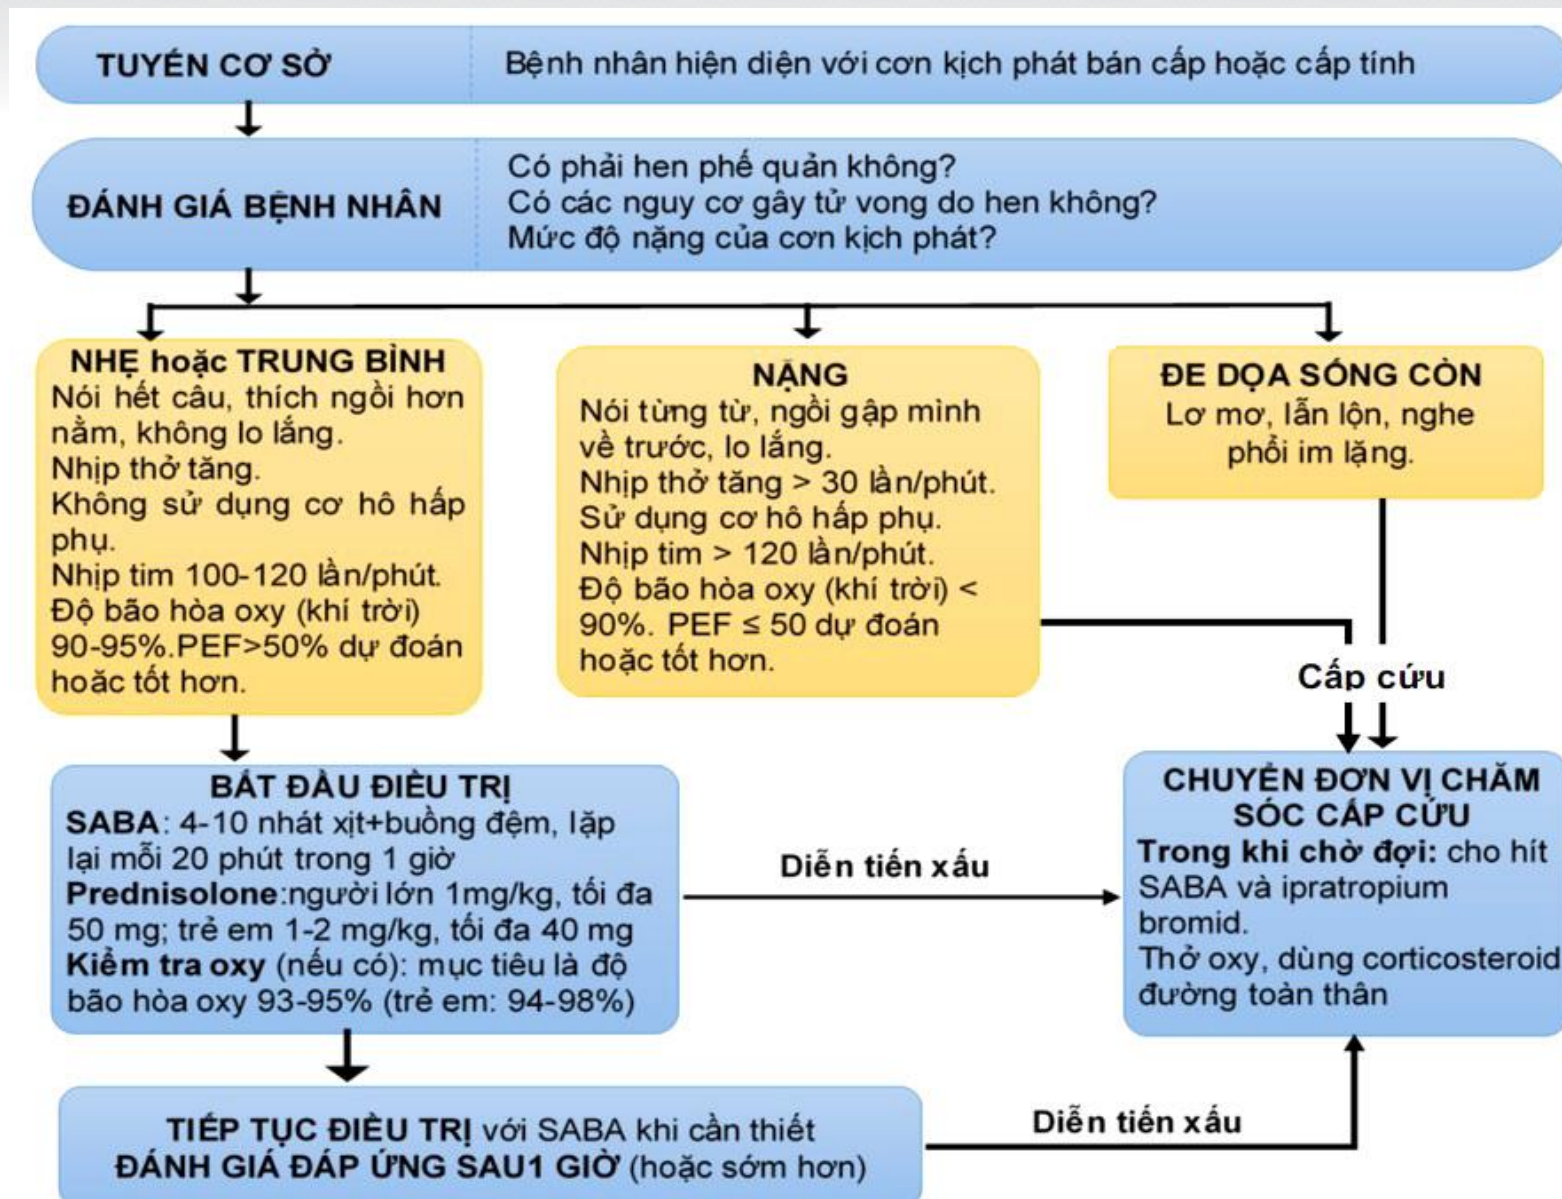 TUYẾN CƠ SỞ
Bệnh nhân hiện diện với cơn kịch phát bán cấp hoặc cấp tính
ĐÁNH GIÁ BỆNH NHÂN
Có phải hen phế quản không?
Có các nguy cơ gây tử vong do hen không?
Mức độ nặng của cơn kịch phát?
NHẸ hoặc TRUNG BÌNH
Nói hết câu, thích ngồi hơn
nằm, không lo lắng.
Nhịp thở tăng.
Không sử dụng cơ hô hấp
phụ.
Nhịp tim 100-120 lần/phút.
Độ bão hòa oxy (khí trời)
90-95%.PEF>50% dự đoán
hoặc tốt hơn.
NẶNG
Nói từng từ, ngồi gập mình
về trước, lo lắng.
Nhịp thở tăng > 30 lần/phút.
Sử dụng cơ hô hấp phụ.
Nhịp tim > 120 lần/phút.
Độ bão hòa oxy (khí trời) <
90%. PEF ≤ 50 dự đoán
hoặc tốt hơn.
ĐE DỌA SỐNG CÒN
Lơ mơ, lẫn lộn, nghe
phổi im lặng.
Cấp cứu
BẮT ĐẦU ĐIỀU TRỊ
SABA: 4-10 nhát xịt+buồng đệm, lặp
lại mỗi 20 phút trong 1 giờ
Prednisolone:người lớn 1mg/kg, tối đa
50 mg; trẻ em 1-2 mg/kg, tối đa 40 mg
Kiểm tra oxy (nếu có): mục tiêu là độ
bão hòa oxy 93-95% (trẻ em: 94-98%)
Diễn tiến xấu
CHUYỂN ĐƠN VỊ CHĂM
SÓC CẤP CỨU
Trong khi chờ đợi: cho hít
SABA và ipratropium
bromid.
Thở oxy, dùng corticosteroid
đường toàn thân
TIẾP TỤC ĐIỀU TRỊ với SABA khi cần thiết
ĐÁNH GIÁ ĐÁP ỨNG SAU1 GIỜ (hoặc sớm hơn)
Diễn tiến xấu